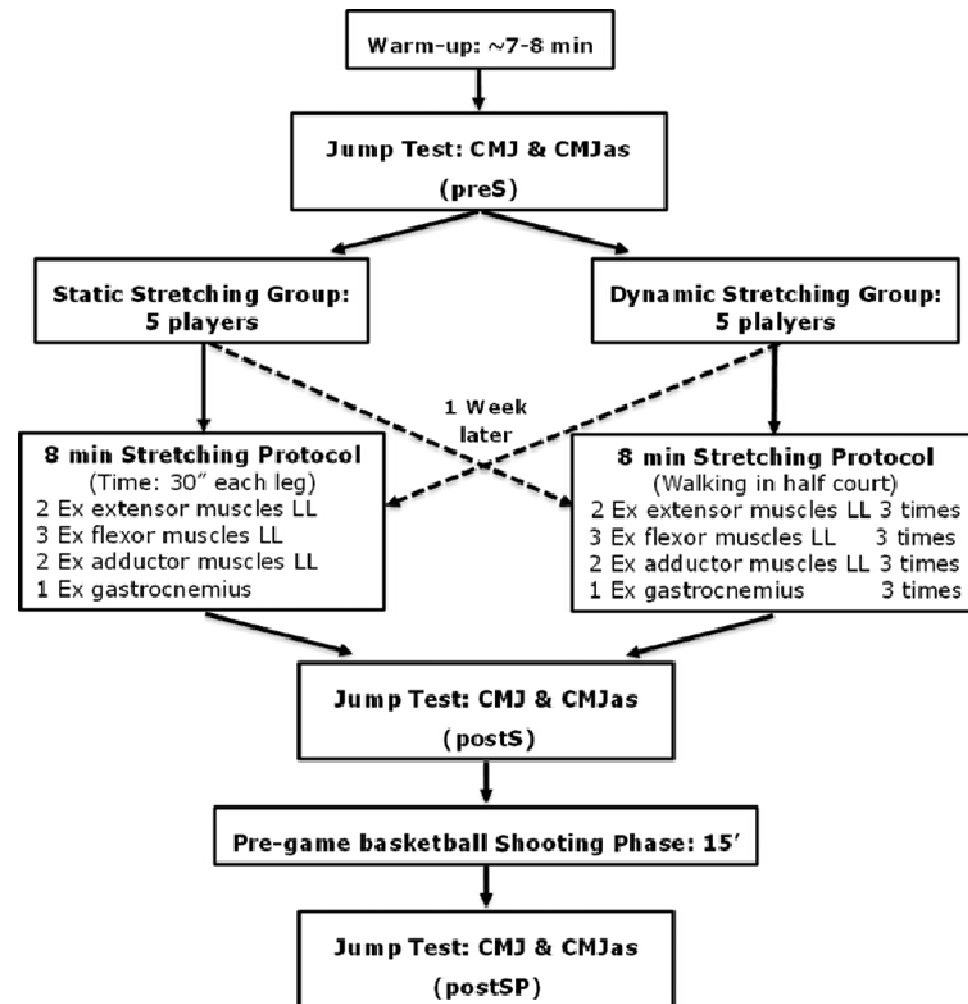 Warm-up: ~7-8 min
Jump Test: CMJ & CMJas
(preS)
Static Stretching Group:
5 players
Dynamic Stretching Group:
5 plalyers
1 Week
later
8 min Stretching Protocol
(Time: 30″ each leg)
2 Ex extensor muscles LL
3 Ex flexor muscles LL
2 Ex adductor muscles LL
1 Ex gastrocnemius
8 min Stretching Protocol
(Walking in half court)
2 Ex extensor muscles LL 3 times
3 Ex flexor muscles LL 3 times
2 Ex adductor muscles LL 3 times
1 Ex gastrocnemius 3 times
Jump Test: CMJ & CMJas
(postS)
Pre-game basketball Shooting Phase: 15′
Jump Test: CMJ & CMJas
(postSP)